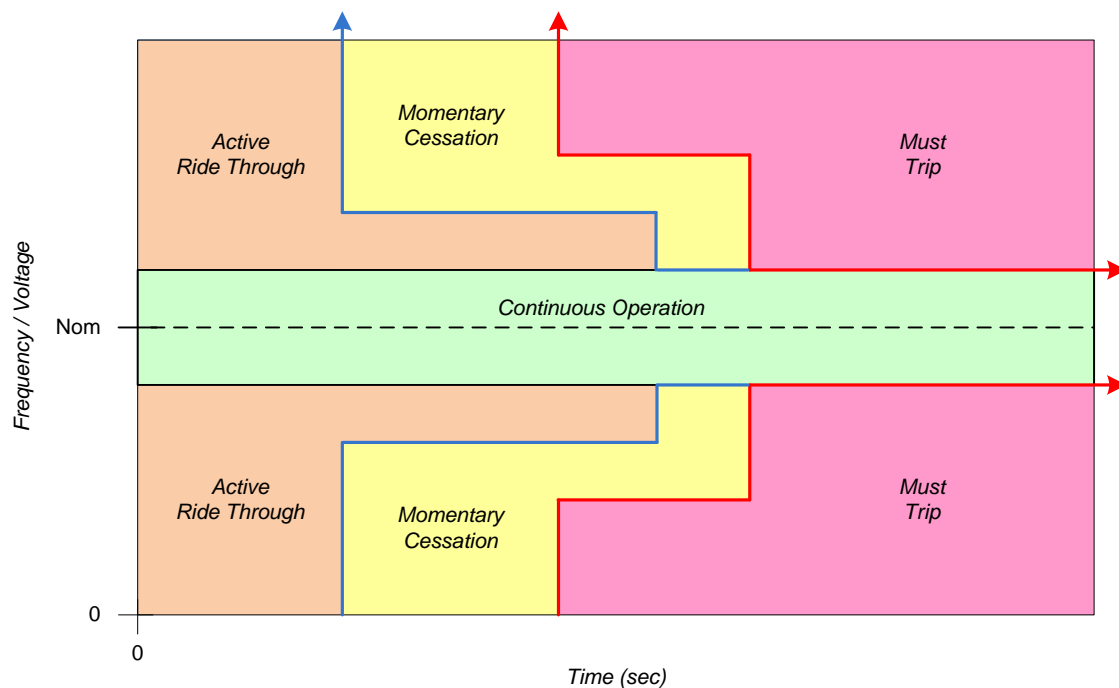 Active
Ride Through
Momentary
Cessation
Must
Trip
Frequency / Voltage
Nom
Continuous Operation
Active
Ride Through
Momentary
Cessation
Must
Trip
0
0
Time (sec)